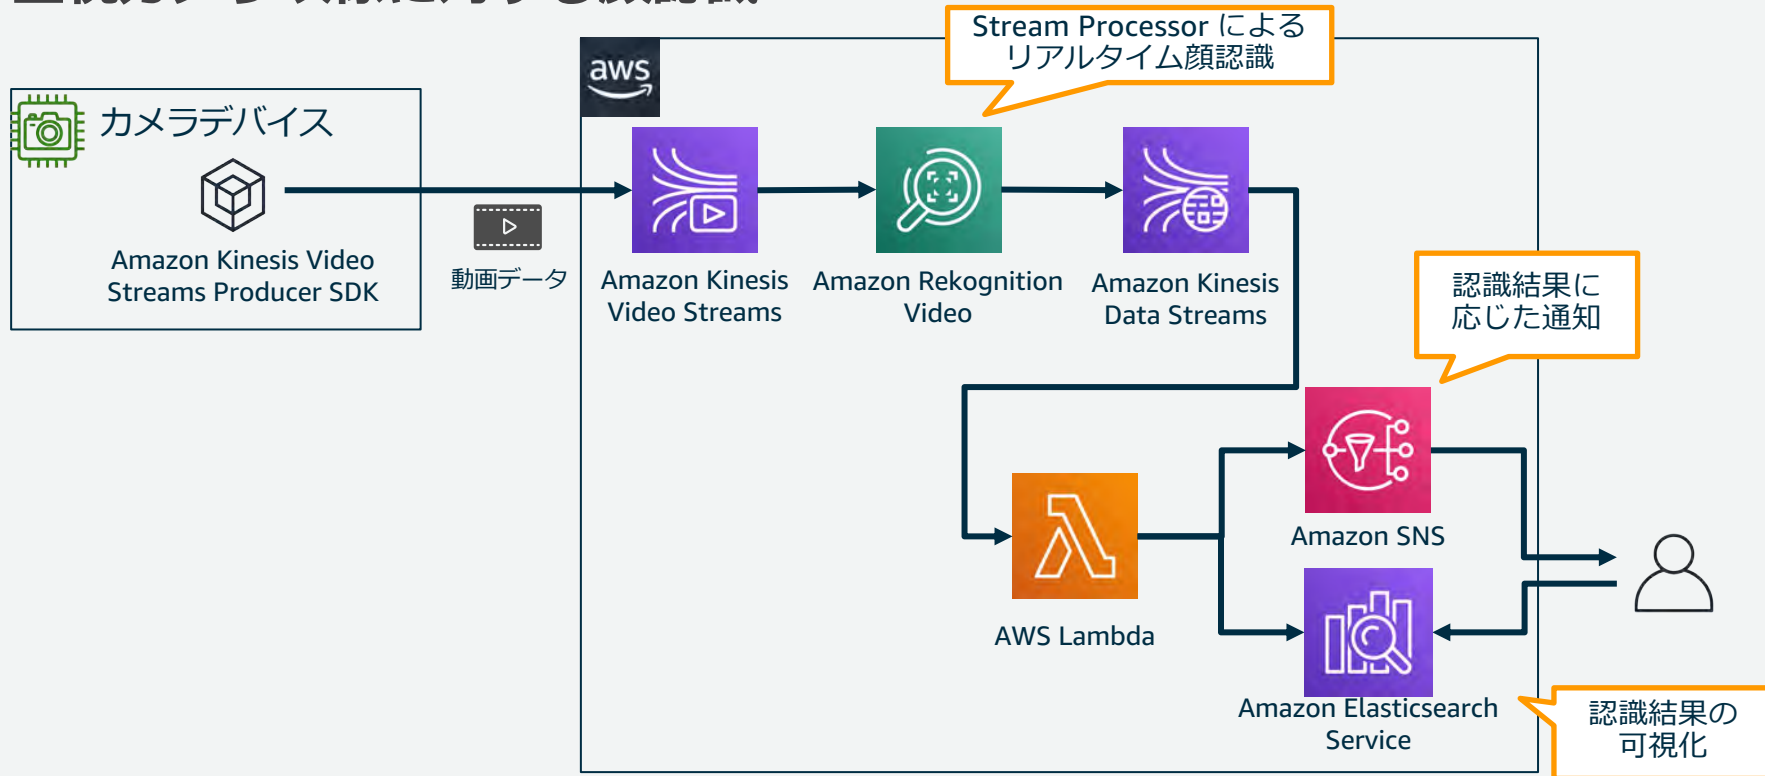 Stream Processor による
リアルタイム顔認識
aws
カメラデバイス
Amazon Kinesis Video
Streams Producer SDK
動画データ
Amazon Kinesis
Video Streams
Amazon Rekognition
Video
Amazon Kinesis
Data Streams
認識結果に
応じた通知
Amazon SNS
AWS Lambda
Amazon Elasticsearch
Service
認識結果の
可視化